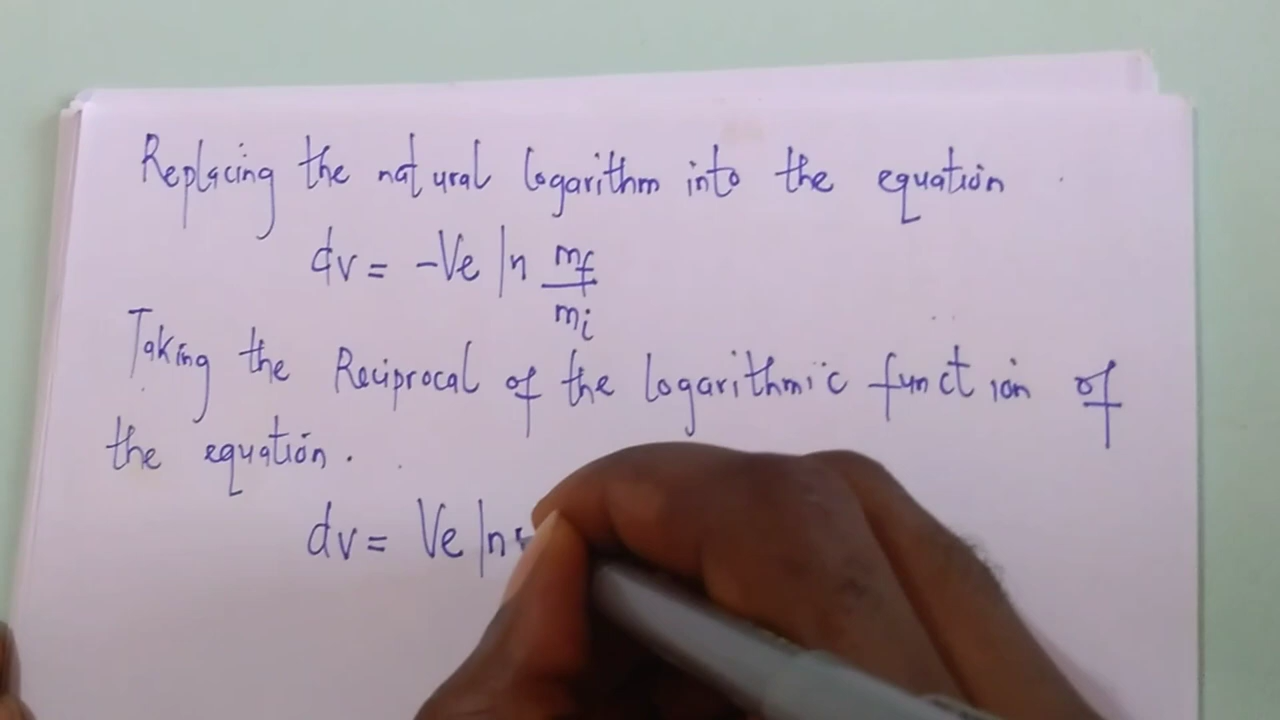 Replacing the natural logarithm into the equation
dv = -Ve ln mf/mi
Taking the Reciprocal of the logarithmic function of
the equation.
dv = Ve ln